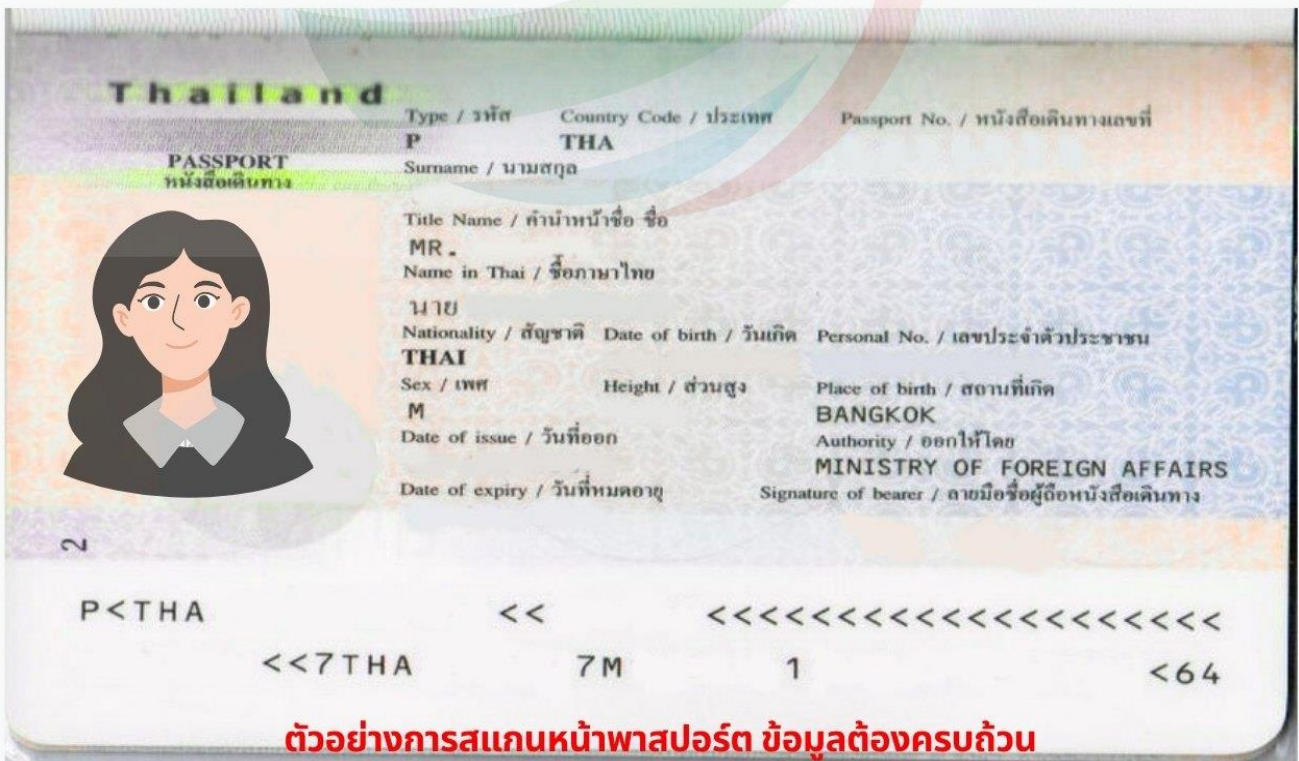 Thailand
PASSPORT
หนังสือเดินทาง
Type / รหัส Country Code / ประเทศ Passport No. / หนังสือเดินทางเลขที่
P THA
Surname / นามสกุล
Title Name / คำนำหน้าชื่อ ชื่อ
MR.
Name in Thai / ชื่อภาษาไทย
นาย
Nationality / สัญชาติ Date of birth / วันเกิด Personal No. / เลขประจำตัวประชาชน
THAI
Sex / เพศ Height / ส่วนสูง Place of birth / สถานที่เกิด
M BANGKOK
Date of issue / วันที่ออก Authority / ออกให้โดย
MINISTRY OF FOREIGN AFFAIRS
Date of expiry / วันที่หมดอายุ Signature of bearer / ลายมือชื่อผู้ถือหนังสือเดินทาง
2
P<THA << <<<<<<<<<<<<<<<<<<<<
<<7THA 7M 1 <64
ตัวอย่างการสแกนหน้าพาสปอร์ต ข้อมูลต้องครบถ้วน